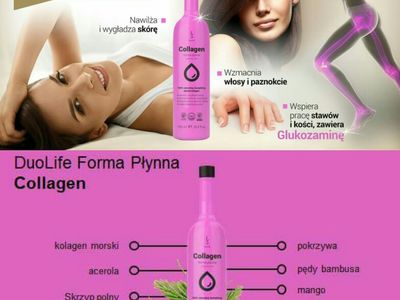 Nawilża
i wygładza skórę
Collagen
Wzmacnia
włosy i paznokcie
Wspiera
pracę stawów
i kości, zawiera
Glukozaminę
DuoLife Forma Płynna
Collagen
kolagen morski
acerola
Skrzyp polny
Collagen
pokrzywa
pędy bambusa
mango